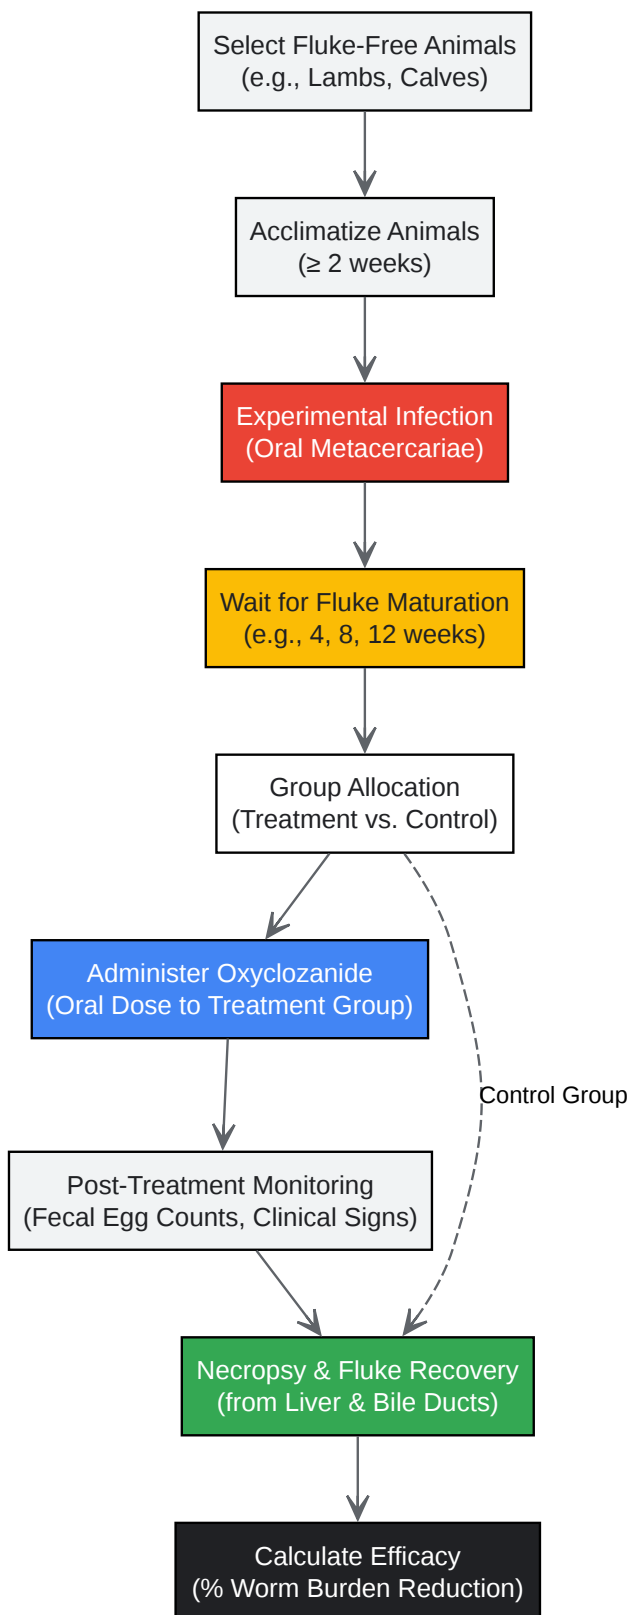 Select Fluke-Free Animals
(e.g., Lambs, Calves)
Acclimatize Animals
(≥ 2 weeks)
Experimental Infection
(Oral Metacercariae)
Wait for Fluke Maturation
(e.g., 4, 8, 12 weeks)
Group Allocation
(Treatment vs. Control)
Administer Oxyclozanide
(Oral Dose to Treatment Group)
Control Group
Post-Treatment Monitoring
(Fecal Egg Counts, Clinical Signs)
Necropsy & Fluke Recovery
(from Liver & Bile Ducts)
Calculate Efficacy
(% Worm Burden Reduction)